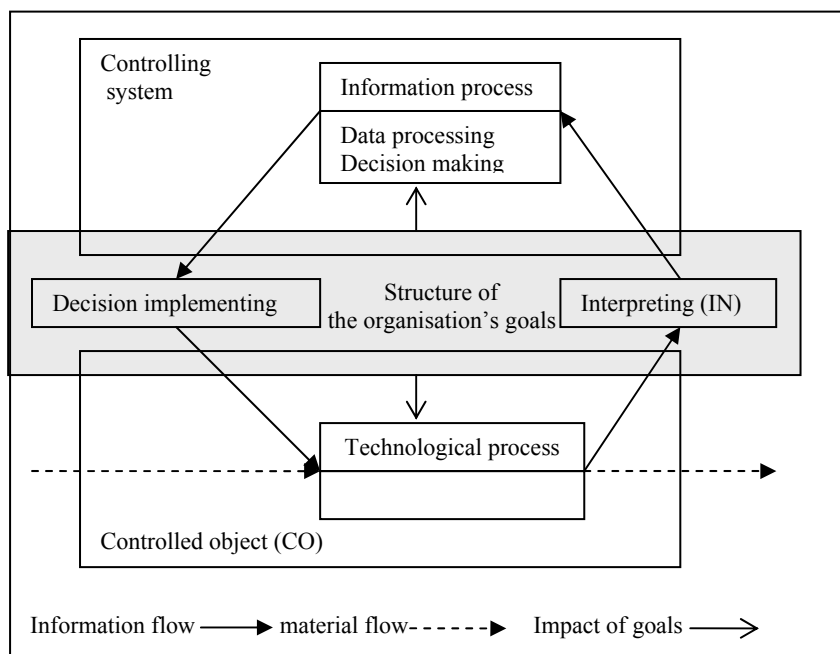 Controlling
system
Information process
Data processing
Decision making
Decision implementing
Structure of
the organisation's goals
Interpreting (IN)
Technological process
Controlled object (CO)
Information flow
material flow
Impact of goals